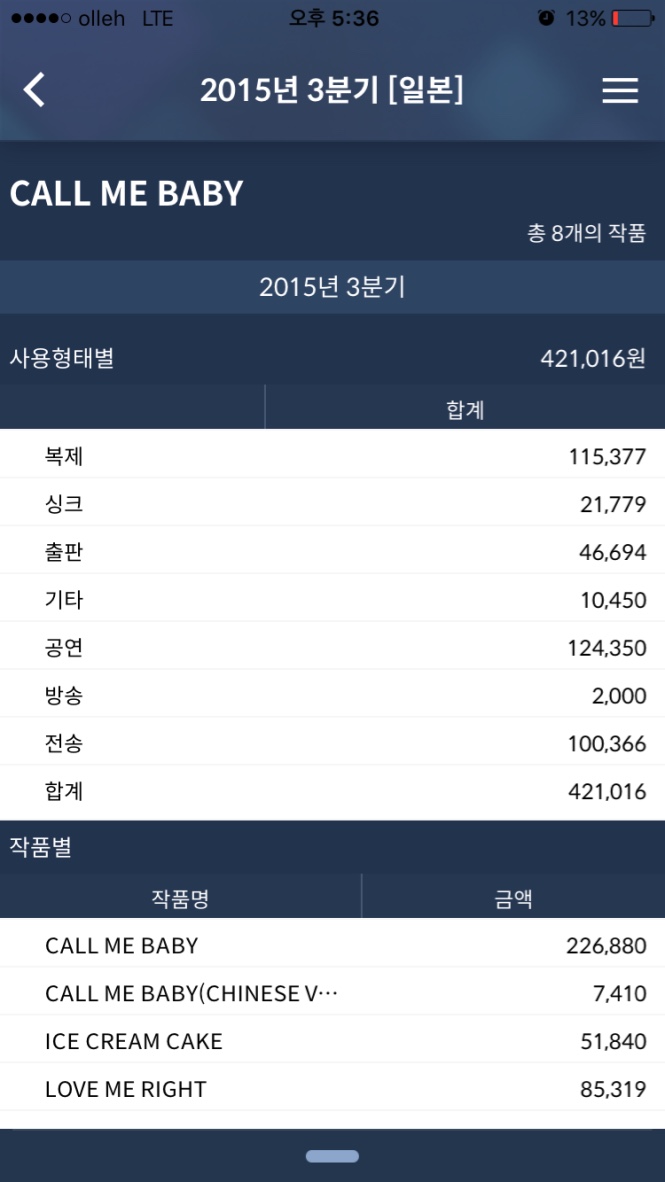 olleh LTE 오후 5:36 13%
2015년 3분기 [일본]
CALL ME BABY
총 8개의 작품
2015년 3분기
사용형태별 421,016원
합계
복제 115,377
싱크 21,779
출판 46,694
기타 10,450
공연 124,350
방송 2,000
전송 100,366
합계 421,016
작품별
작품명 금액
CALL ME BABY 226,880
CALL ME BABY(CHINESE V··· 7,410
ICE CREAM CAKE 51,840
LOVE ME RIGHT 85,319